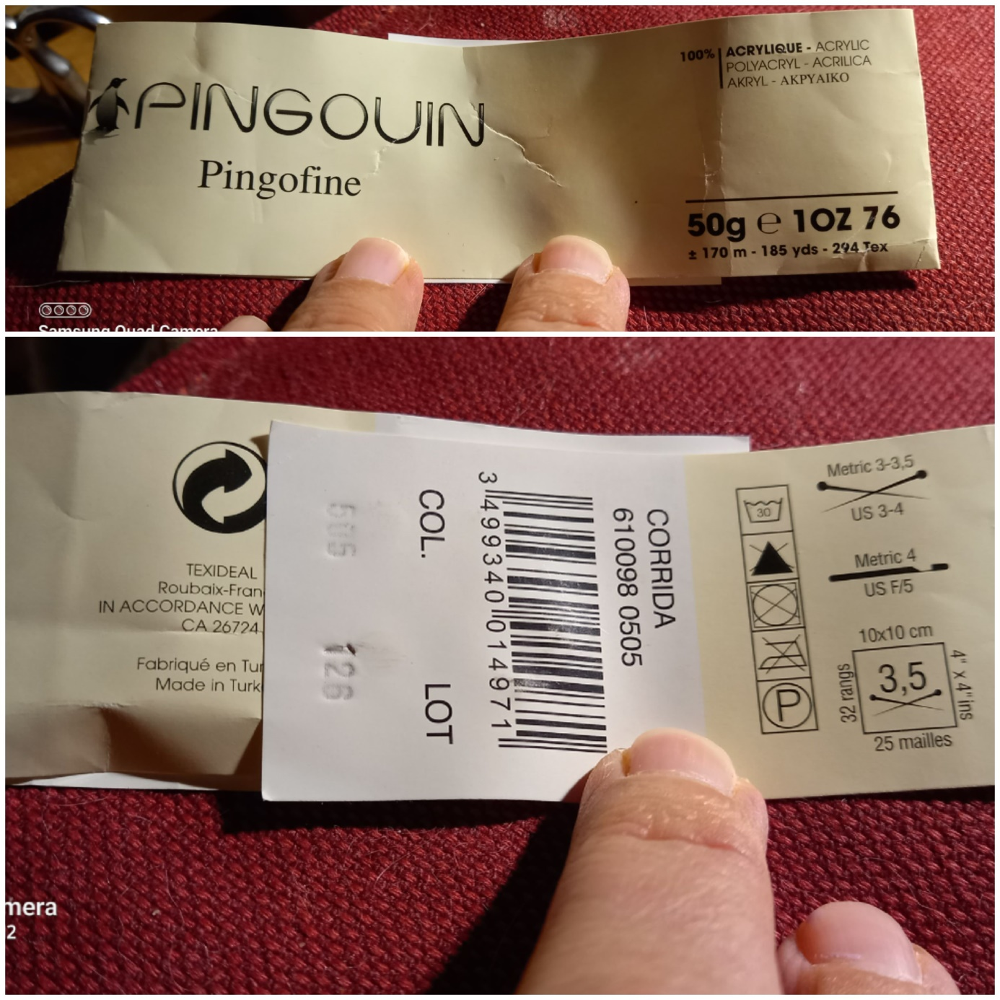 PINGOUIN
Pingofine
100% ACRYLIQUE - ACRYLIC
POLYACRYL - ACRILICA
AKRYL - ΑΚΡΥΑΙΚΟ
50g e 1OZ 76
± 170 m - 185 yds - 294 Tex
Samsung Quad Camera
TEXIDEAL
Roubaix-Fran
IN ACCORDANCE W
CA 26724
Fabriqué en Tur
Made in Turk
CORRIDA
610098 0505
3 499340 014971
COL. LOT
126
30
P
Metric 3-3,5
US 3-4
Metric 4
US F/5
10x10 cm
32 rangs
3,5
4" x 4" ins
25 mailles
mera
2